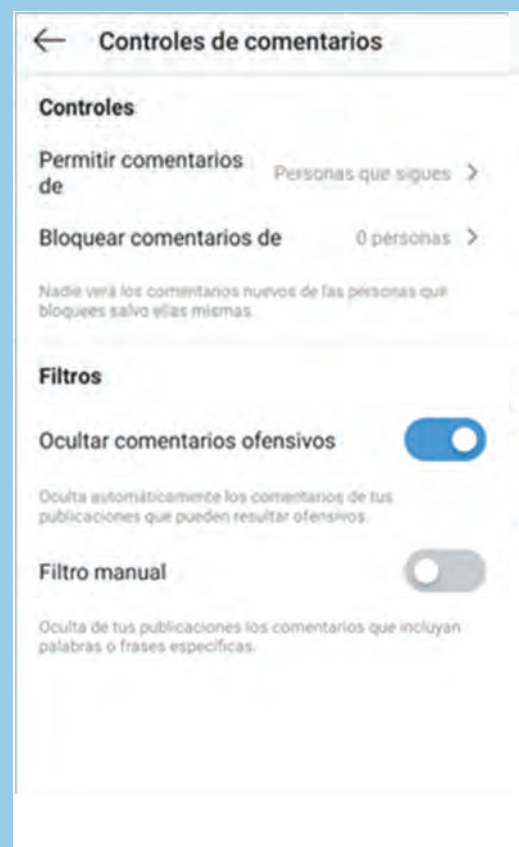 Controles de comentarios
Controles
Permitir comentarios
de
Personas que sigues
Bloquear comentarios de
0 personas
Nadie verá los comentarios nuevos de las personas que
bloquees salvo ellas mismas.
Filtros
Ocultar comentarios ofensivos
Oculta automáticamente los comentarios de tus
publicaciones que pueden resultar ofensivos.
Filtro manual
Oculta de tus publicaciones los comentarios que incluyan
palabras o frases específicas.